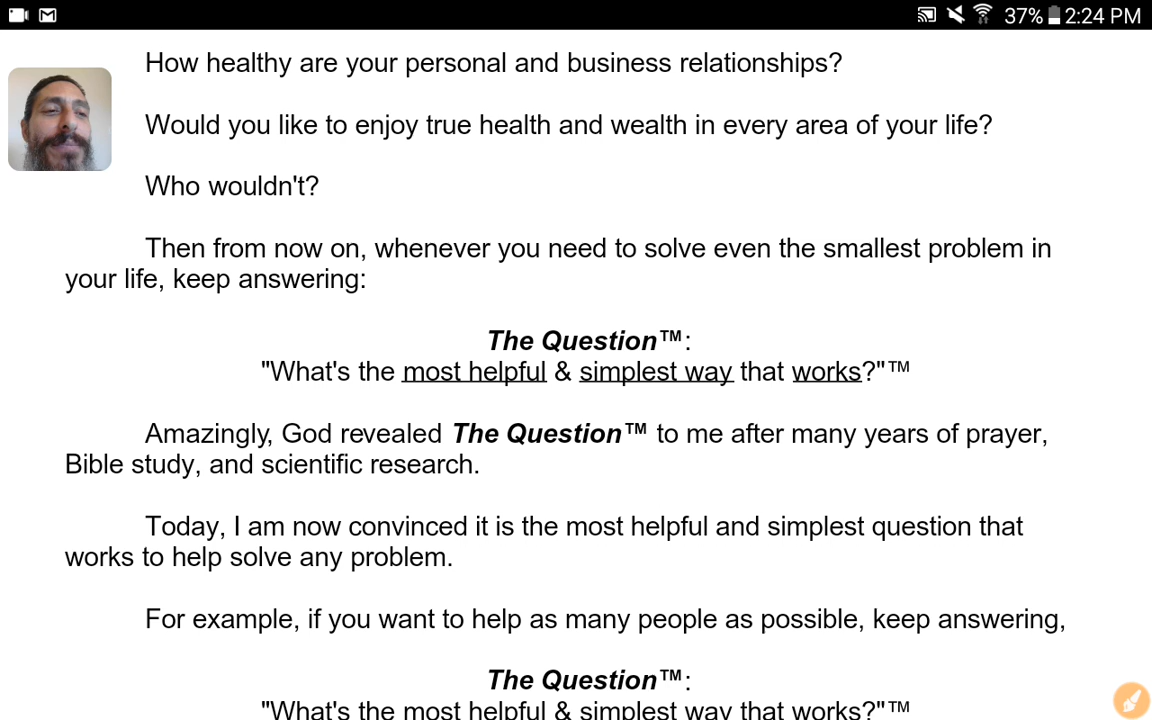 37% 2:24 PM
How healthy are your personal and business relationships?
Would you like to enjoy true health and wealth in every area of your life?
Who wouldn't?
Then from now on, whenever you need to solve even the smallest problem in
your life, keep answering:
The Question™:
"What's the most helpful & simplest way that works?"™
Amazingly, God revealed The Question™ to me after many years of prayer,
Bible study, and scientific research.
Today, I am now convinced it is the most helpful and simplest question that
works to help solve any problem.
For example, if you want to help as many people as possible, keep answering,
The Question™:
"What's the most helpful & simplest way that works?"™